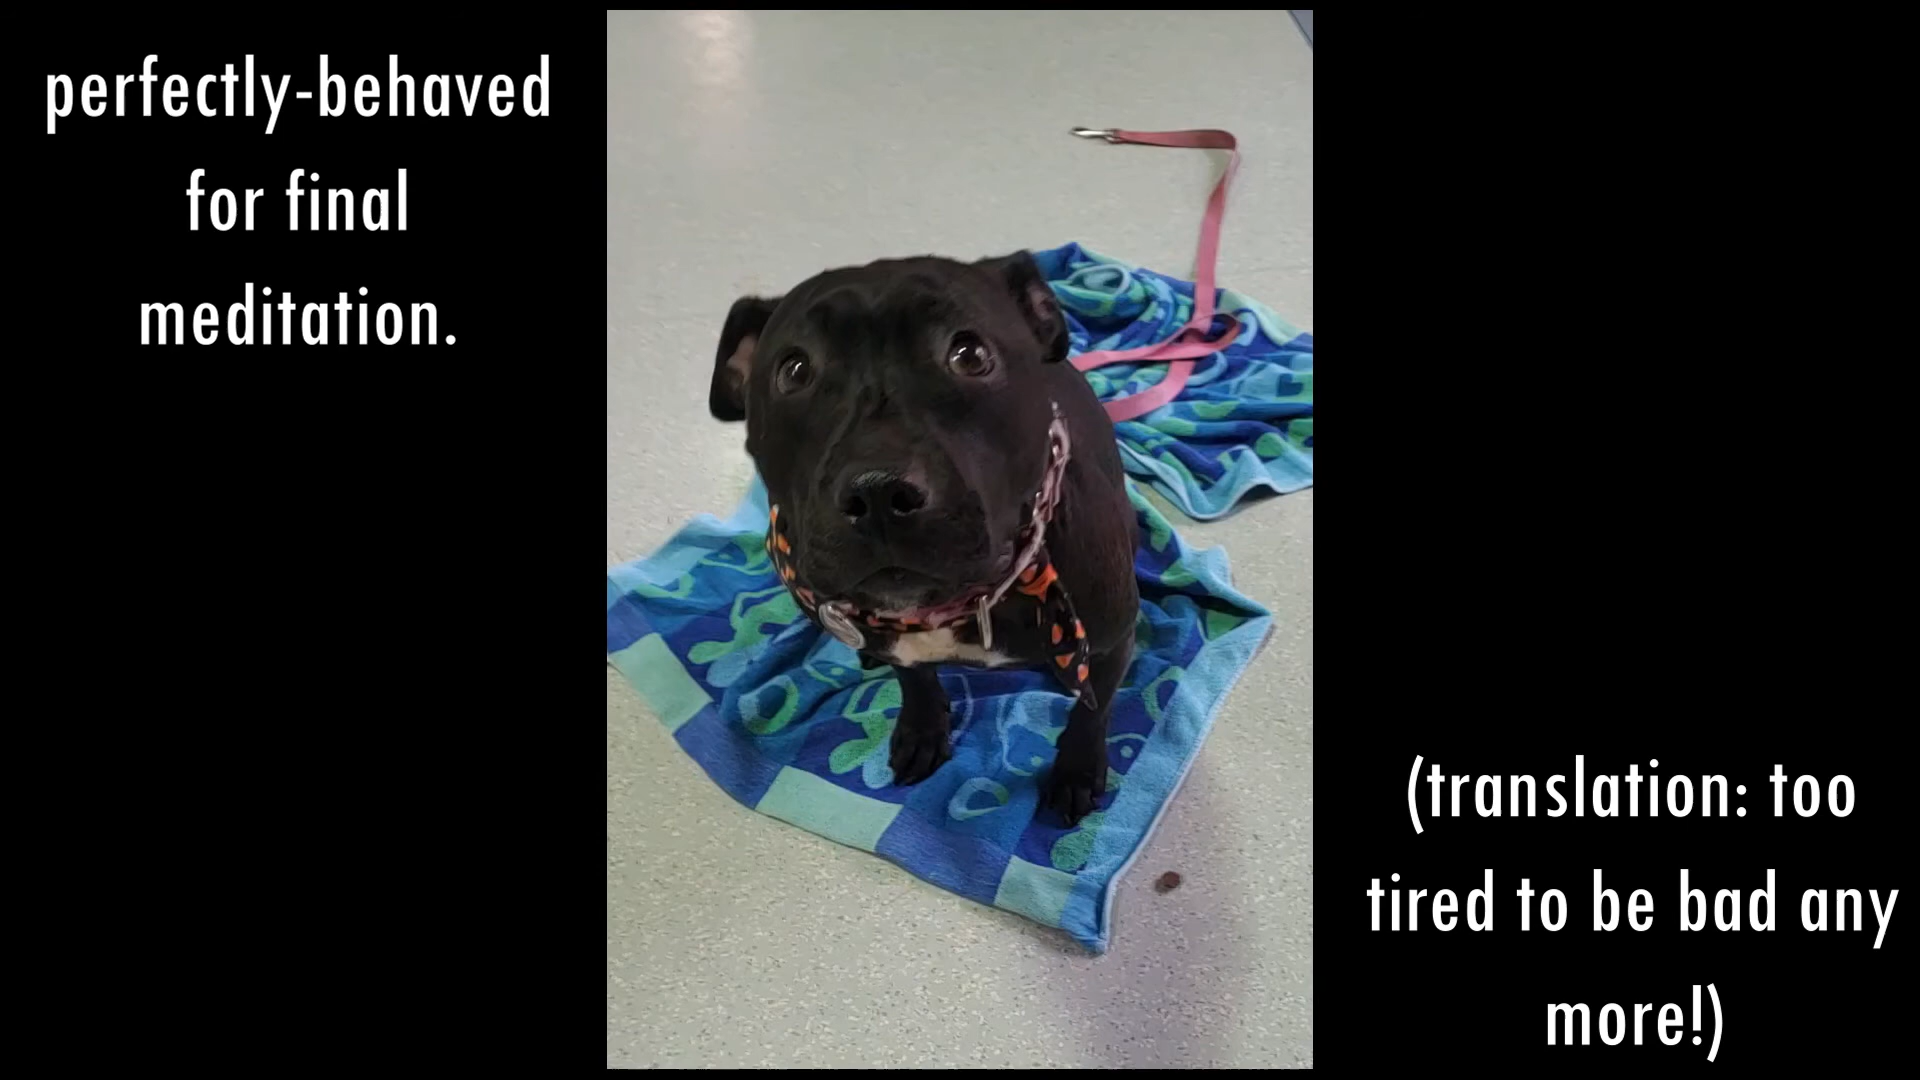 perfectly-behaved
for final
meditation.
(translation: too
tired to be bad any
more!)